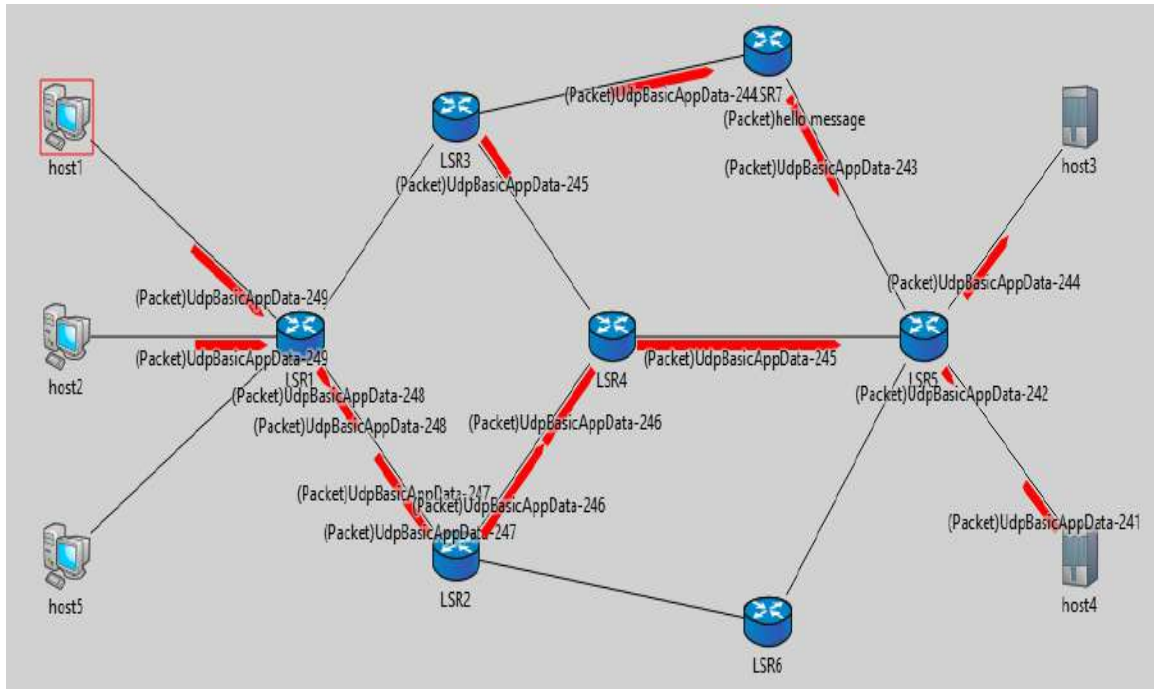 (Packet)UdpBasicAppData-244
LSR7
(Packet)hello message
host1
LSR3
(Packet)UdpBasicAppData-245
(Packet)UdpBasicAppData-243
host3
(Packet)UdpBasicAppData-249
(Packet)UdpBasicAppData-244
host2
(Packet)UdpBasicAppData-249
LSR1
LSR4
(Packet)UdpBasicAppData-245
LSR5
(Packet)UdpBasicAppData-248
(Packet)UdpBasicAppData-242
(Packet)UdpBasicAppData-248
(Packet)UdpBasicAppData-246
(Packet)UdpBasicAppData-247
(Packet)UdpBasicAppData-246
(Packet)UdpBasicAppData-247
(Packet)UdpBasicAppData-241
host5
LSR2
host4
LSR6